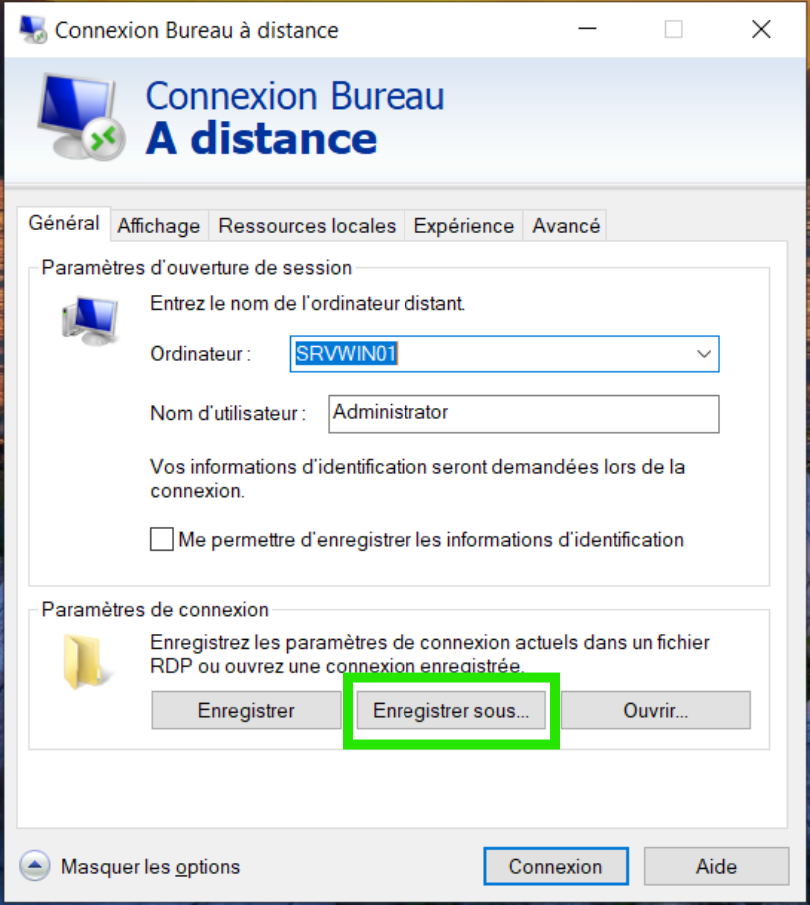 Connexion Bureau à distance
Connexion Bureau
A distance
Général Affichage Ressources locales Expérience Avancé
Paramètres d'ouverture de session
Entrez le nom de l'ordinateur distant.
Ordinateur : SRVWIN01
Nom d'utilisateur : Administrator
Vos informations d'identification seront demandées lors de la
connexion.
Me permettre d'enregistrer les informations d'identification
Paramètres de connexion
Enregistrez les paramètres de connexion actuels dans un fichier
RDP ou ouvrez une connexion enregistrée.
Enregistrer Enregistrer sous... Ouvrir...
Masquer les options Connexion Aide